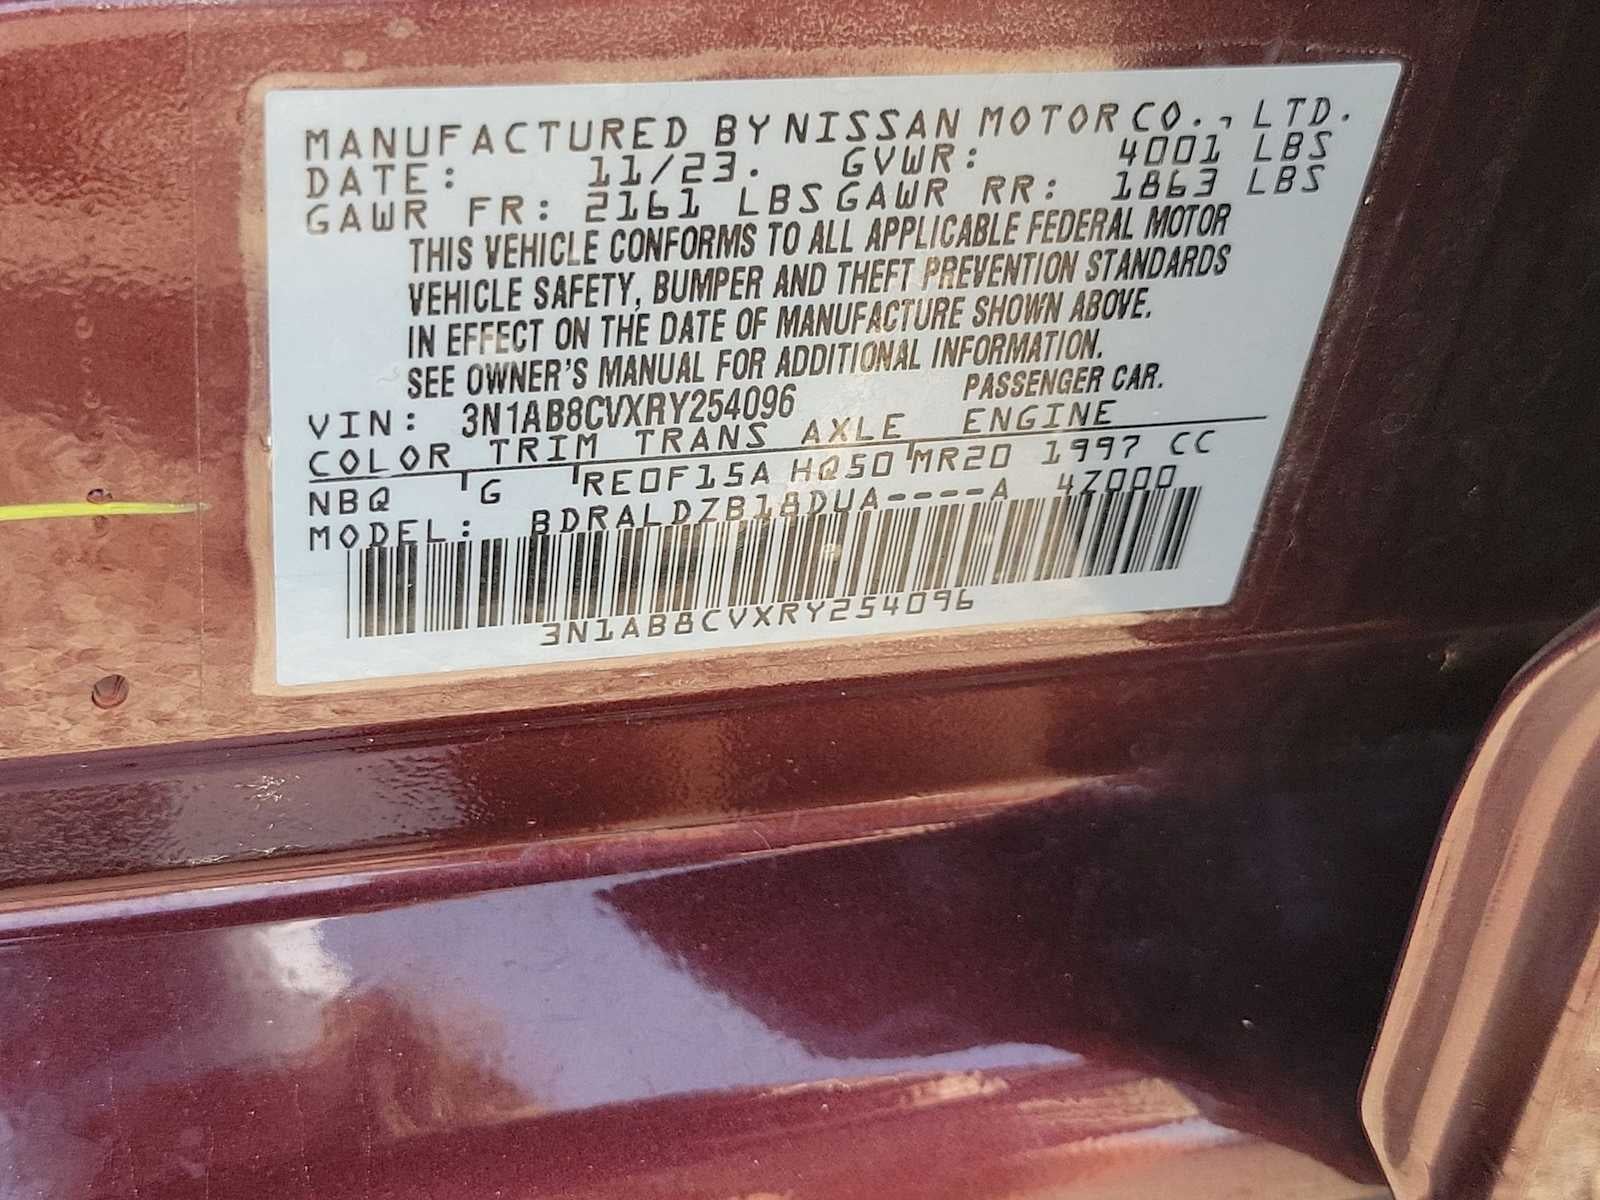 MANUFACTURED BY NISSAN MOTOR CO., LTD.
DATE: 11/23. GVWR: 4001 LBS
GAWR FR: 2161 LBS GAWR RR: 1863 LBS
THIS VEHICLE CONFORMS TO ALL APPLICABLE FEDERAL MOTOR
VEHICLE SAFETY, BUMPER AND THEFT PREVENTION STANDARDS
IN EFFECT ON THE DATE OF MANUFACTURE SHOWN ABOVE.
SEE OWNER'S MANUAL FOR ADDITIONAL INFORMATION.
VIN: 3N1AB8CVXRY254096 PASSENGER CAR.
COLOR TRIM TRANS AXLE ENGINE
NBQ G RE0F15A HQ50 MR20 1997 CC
MODEL: BDRALDZB18DUA----A 4Z000
3N1AB8CVXRY254096